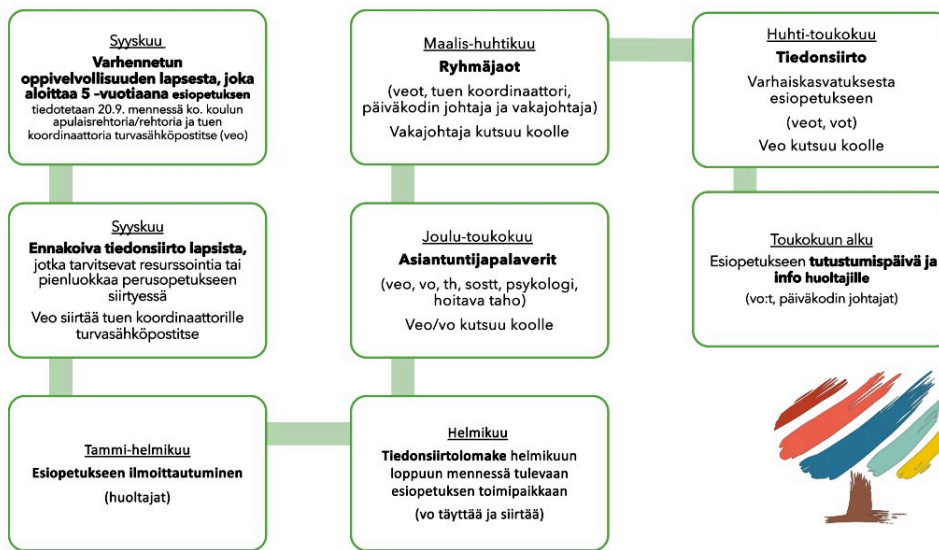 Syyskuu
Varhennetun
oppivelvollisuuden lapsesta, joka
aloittaa 5 -vuotiaana esiopetuksen
tiedotetaan 20.9. mennessä ko. koulun
apulaisrehtoria/rehtoria ja tuen
koordinaattoria turvasähköpostitse (veo)
Syyskuu
Ennakoiva tiedonsiirto lapsista,
jotka tarvitsevat resurssointia tai
pienluokkaa perusopetukseen
siirtyessä
Veo siirtää tuen koordinaattorille
turvasähköpostitse
Tammi-helmikuu
Esiopetukseen ilmoittautuminen
(huoltajat)
Helmikuu
Tiedonsiirtolomake helmikuun
loppuun mennessä tulevaan
esiopetuksen toimipaikkaan
(vo täyttää ja siirtää)
Joulu-toukokuu
Asiantuntijapalaverit
(veo, vo, th, sostt, psykologi,
hoitava taho)
Veo/vo kutsuu koolle
Maalis-huhtikuu
Ryhmäjaot
(veot, tuen koordinaattori,
päiväkodin johtaja ja vakajohtaja)
Vakajohtaja kutsuu koolle
Huhti-toukokuu
Tiedonsiirto
Varhaiskasvatuksesta
esiopetukseen
(veot, vot)
Veo kutsuu koolle
Toukokuun alku
Esiopetukseen tutustumispäivä ja
info huoltajille
(vo:t, päiväkodin johtajat)